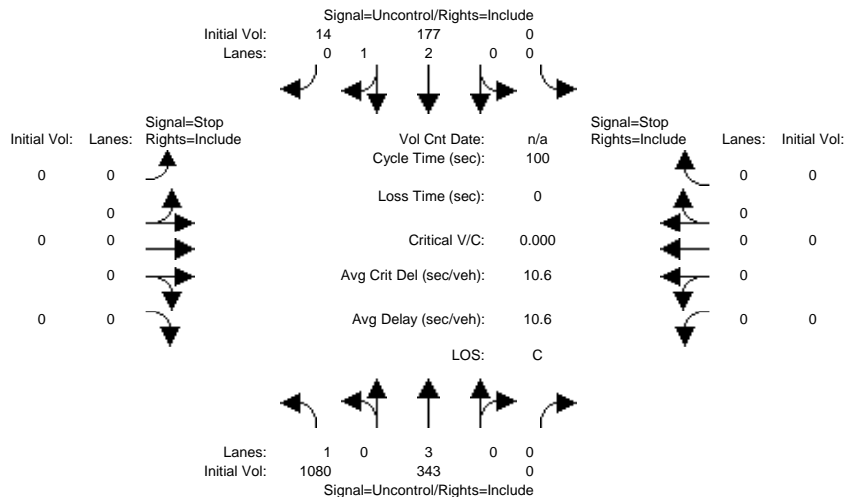 Signal=Uncontrol/Rights=Include
Initial Vol: 14 177 0
Lanes: 0 1 2 0 0
Signal=Stop Signal=Stop
Initial Vol: Lanes: Rights=Include Vol Cnt Date: n/a Rights=Include Lanes: Initial Vol:
Cycle Time (sec): 100
0 0 0 0
Loss Time (sec): 0
0 0
0 0 Critical V/C: 0.000 0 0
0 Avg Crit Del (sec/veh): 10.6 0
0 0 Avg Delay (sec/veh): 10.6 0 0
LOS: C
Lanes: 1 0 3 0 0
Initial Vol: 1080 343 0
Signal=Uncontrol/Rights=Include